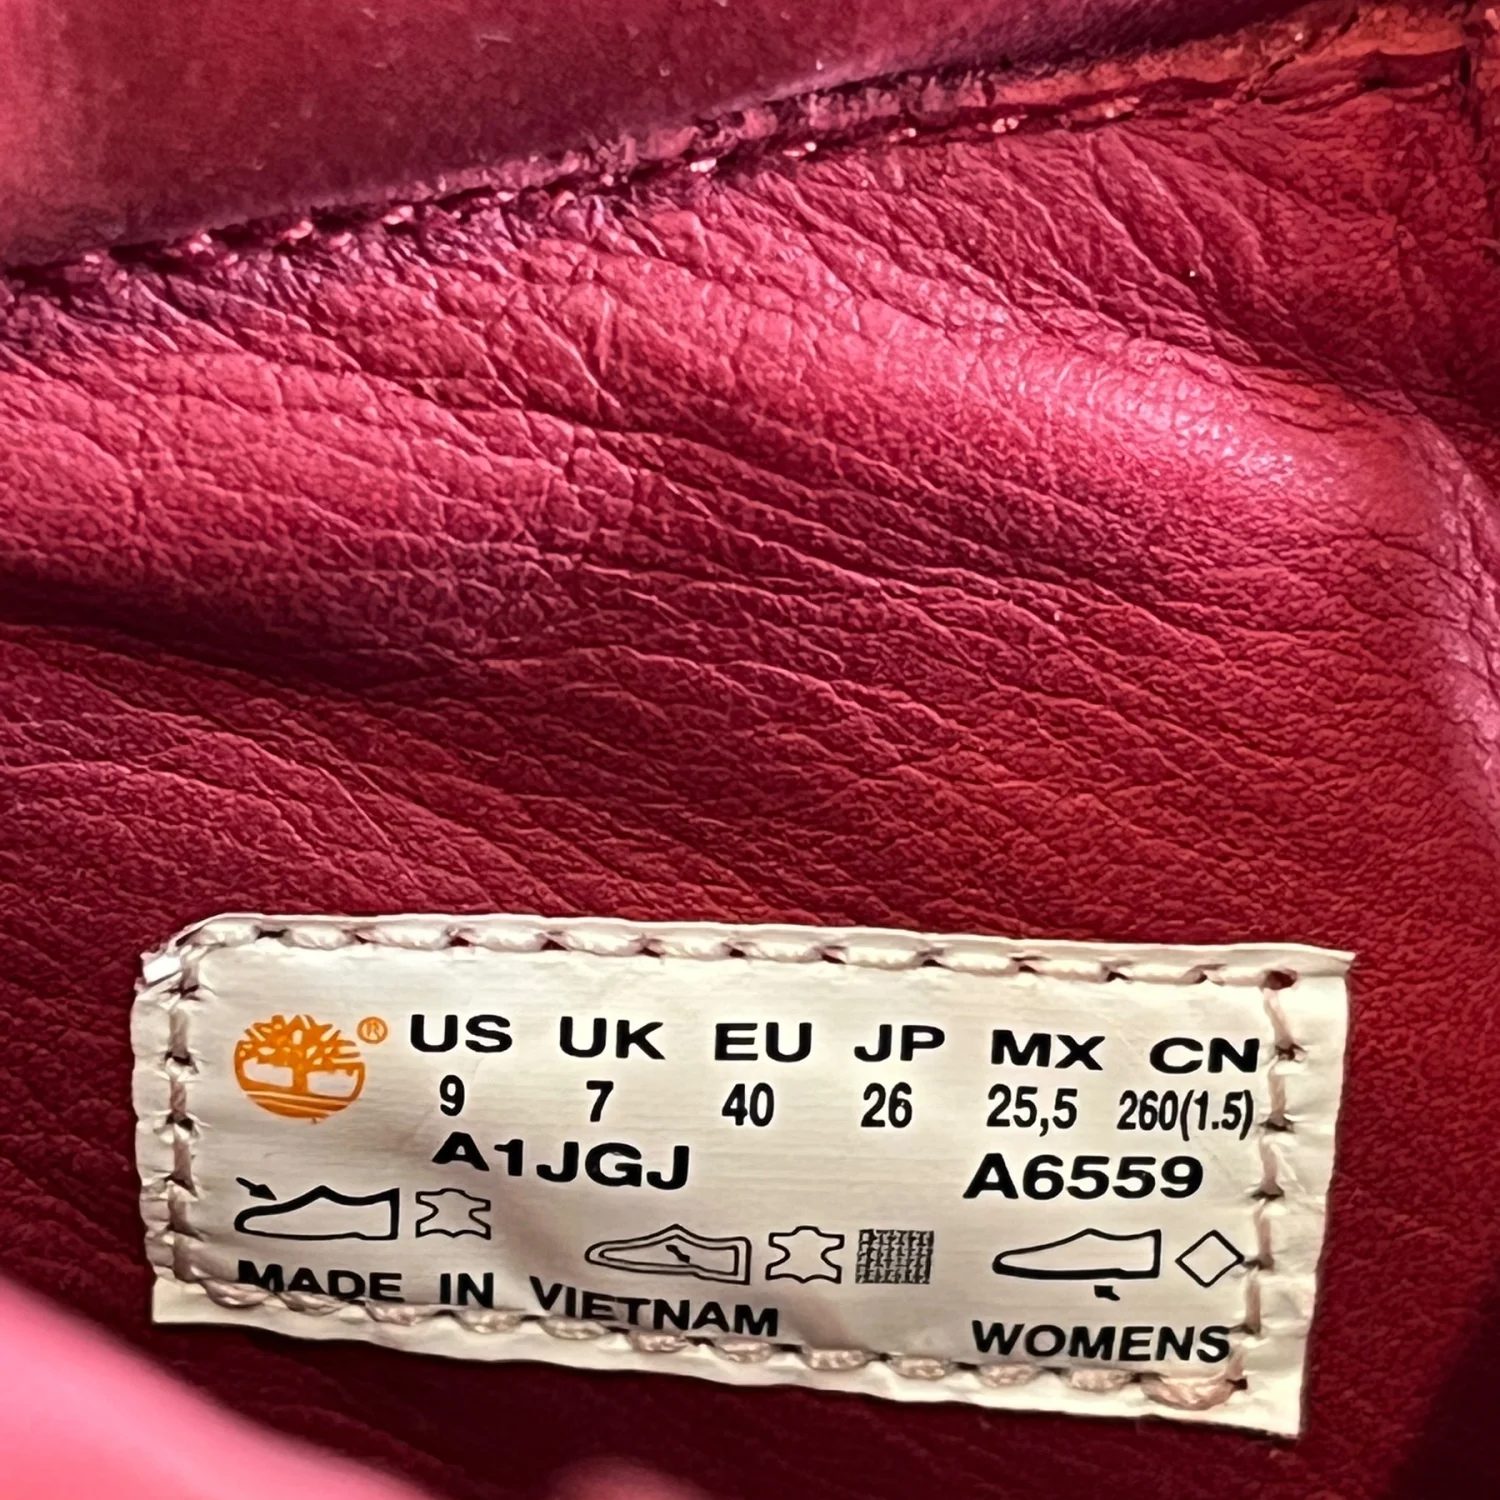 ® US UK EU JP MX CN
9 7 40 26 25,5 260(1.5)
A1JGJ A6559
MADE IN VIETNAM WOMENS